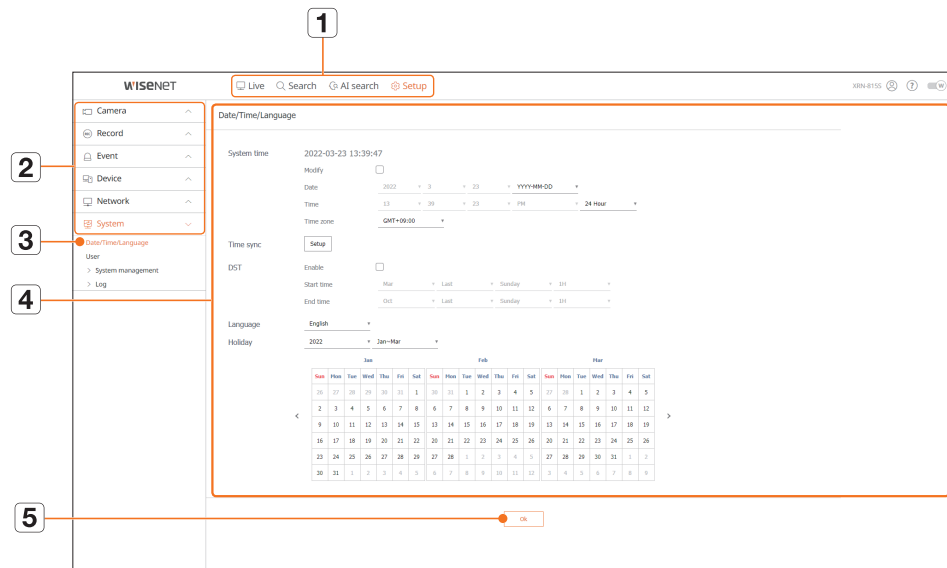 1
WISENET
Live Search AI search Setup
XRN-815S ? W
Camera
Record
Event
Device
Network
System
Date/Time/Language
User
> System management
> Log
2
3
4
5
Date/Time/Language
System time 2022-03-23 13:39:47
Modify
Date 2022 3 23 YYYY-MM-DD
Time 13 39 23 PM 24 Hour
Time zone GMT+09:00
Time sync Setup
DST Enable
Start time Mar Last Sunday 1H
End time Oct Last Sunday 1H
Language English
Holiday 2022 Jan~Mar
Jan Feb Mar
Sun Mon Tue Wed Thu Fri Sat Sun Mon Tue Wed Thu Fri Sat Sun Mon Tue Wed Thu Fri Sat
26 27 28 29 30 31 1 30 31 1 2 3 4 5 27 28 1 2 3 4 5
2 3 4 5 6 7 8 6 7 8 9 10 11 12 6 7 8 9 10 11 12
< 9 10 11 12 13 14 15 13 14 15 16 17 18 19 13 14 15 16 17 18 19 >
16 17 18 19 20 21 22 20 21 22 23 24 25 26 20 21 22 23 24 25 26
23 24 25 26 27 28 29 27 28 1 2 3 4 5 27 28 29 30 31 1 2
30 31 1 2 3 4 5 6 7 8 9 10 11 12 3 4 5 6 7 8 9
Ok